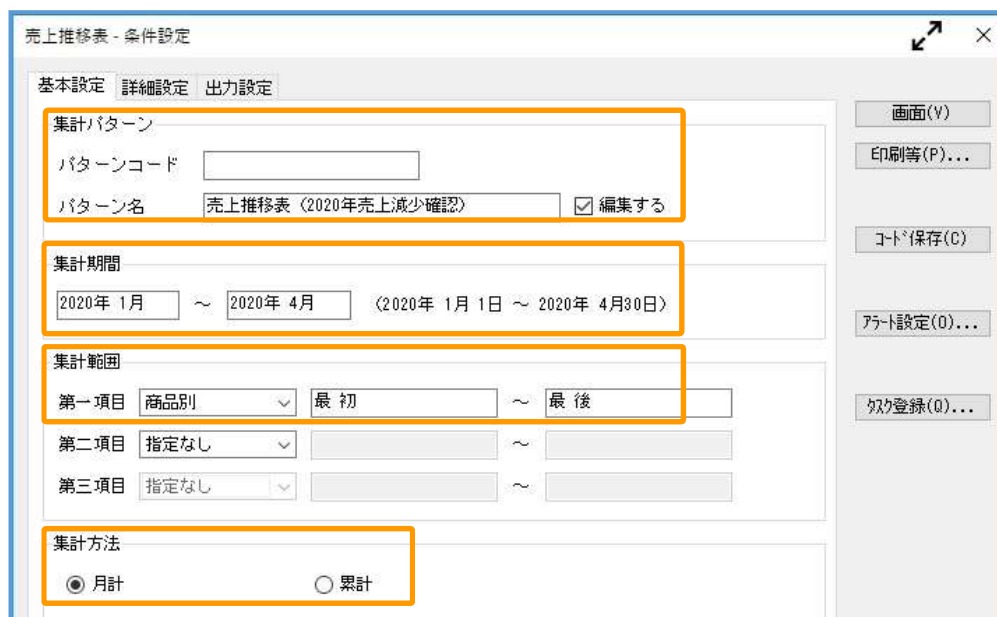 売上推移表 - 条件設定
基本設定 詳細設定 出力設定
集計パターン
パターンコード
パターン名 売上推移表（2020年売上減少確認） 編集する
集計期間
2020年 1月 ～ 2020年 4月 （2020年 1月 1日 ～ 2020年 4月30日）
集計範囲
第一項目 商品別 最 初 ～ 最 後
第二項目 指定なし ～
第三項目 指定なし ～
集計方法
月計 累計
画面(V)
印刷等(P)...
ｺｰﾄﾞ保存(C)
ｱﾗｰﾄ設定(O)...
ﾀｽｸ登録(Q)...